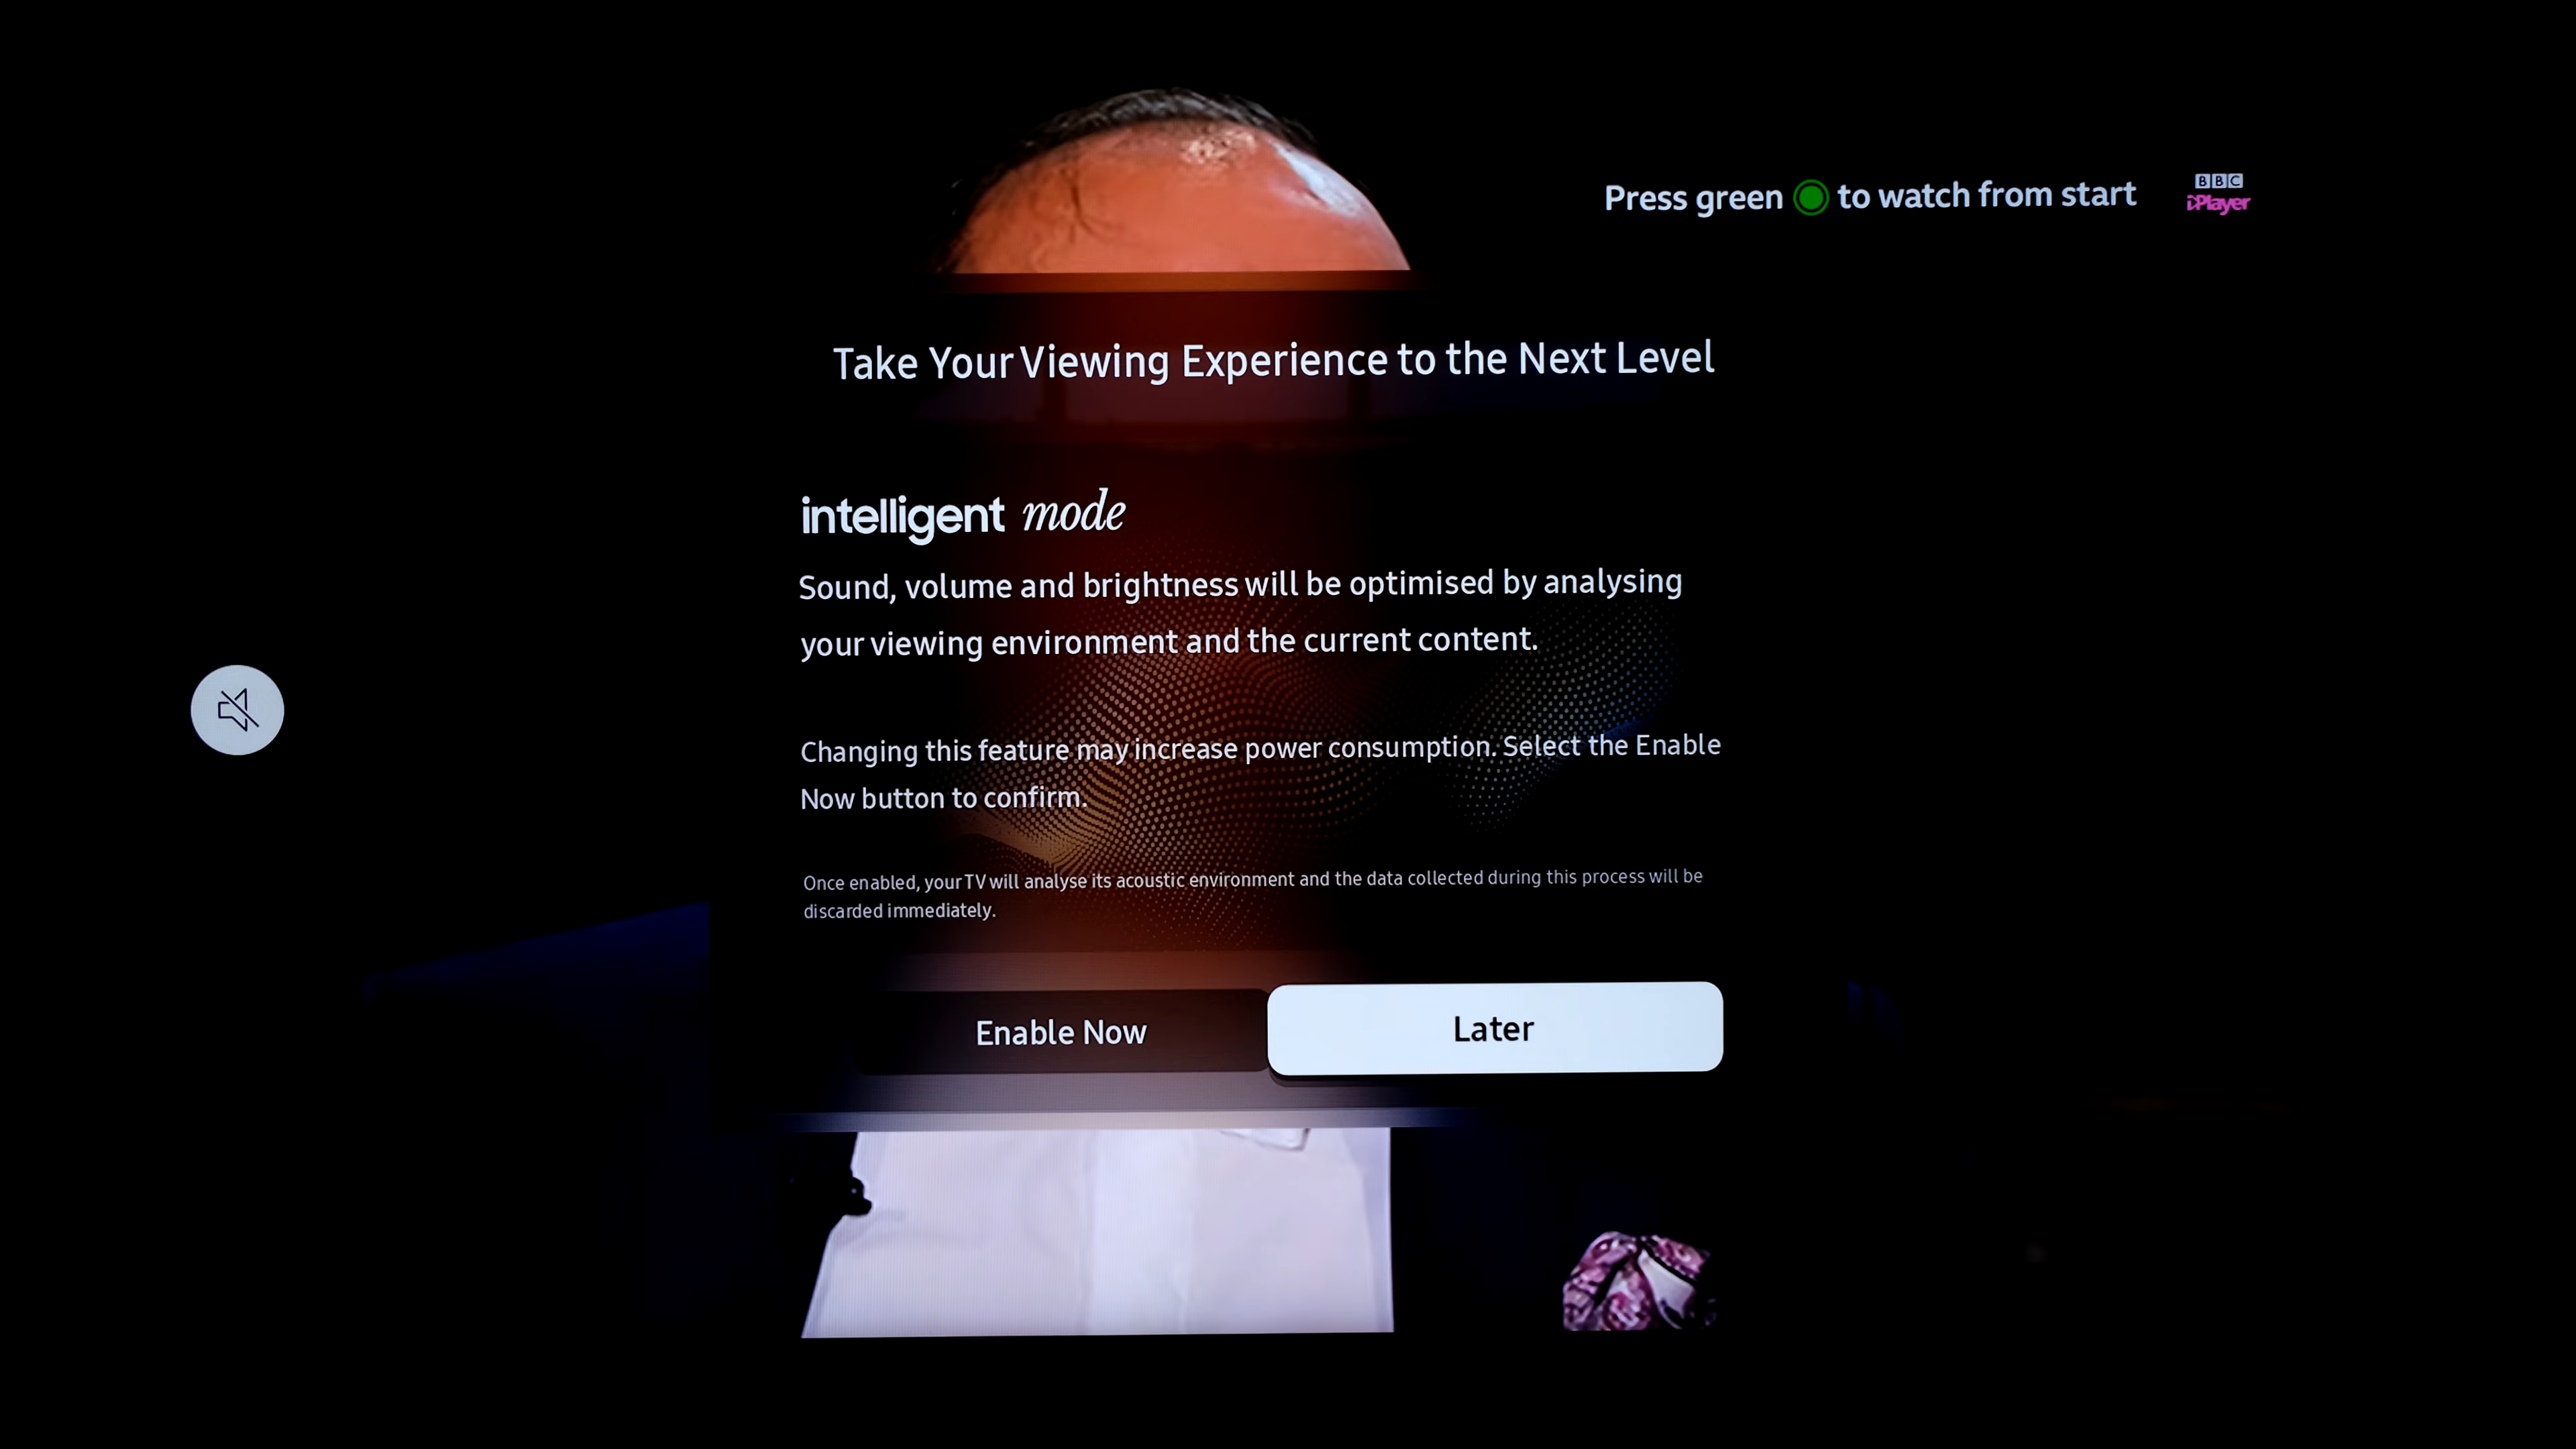 Press green to watch from start
BBC
iPlayer
Take Your Viewing Experience to the Next Level
intelligent mode
Sound, volume and brightness will be optimised by analysing
your viewing environment and the current content.
Changing this feature may increase power consumption. Select the Enable
Now button to confirm.
Once enabled, your TV will analyse its acoustic environment and the data collected during this process will be
discarded immediately.
Enable Now
Later